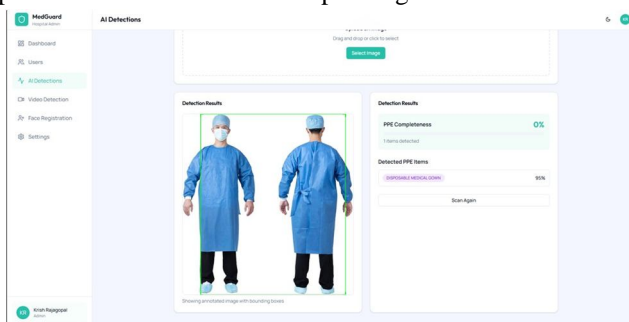 MedGuard
Hospital Admin
AI Detections
KR
Dashboard
Users
AI Detections
Video Detection
Face Registration
Settings
Drag and drop or click to select
Select Image
Detection Results
Showing annotated image with bounding boxes
Detection Results
PPE Completeness
0%
1 items detected
Detected PPE Items
DISPOSABLE MEDICAL GOWN
95%
Scan Again
KR
Krish Rajagopal
Admin